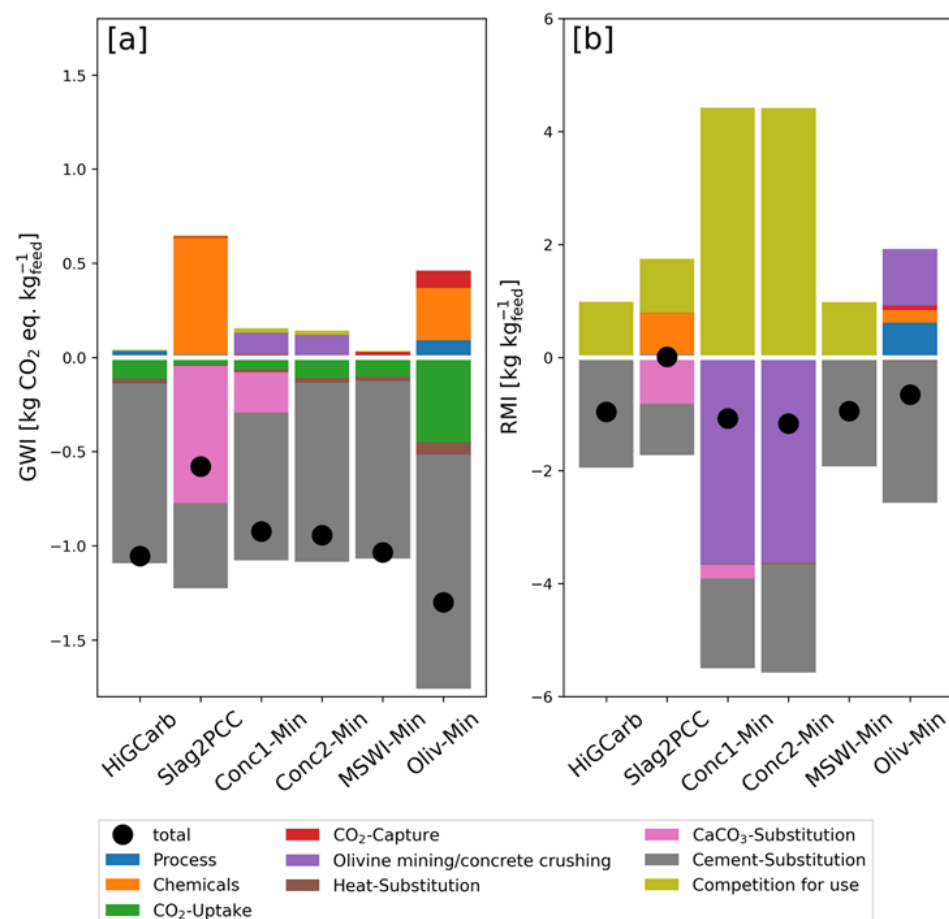 [a]
GWI [kg CO₂ eq. kg⁻¹feed]
1.5
1.0
0.5
0.0
−0.5
−1.0
−1.5
HiGCarb
Slag2PCC
Conc1-Min
Conc2-Min
MSWI-Min
Oliv-Min
[b]
RMI [kg kg⁻¹feed]
6
4
2
0
−2
−4
−6
HiGCarb
Slag2PCC
Conc1-Min
Conc2-Min
MSWI-Min
Oliv-Min
total
Process
Chemicals
CO₂-Uptake
CO₂-Capture
Olivine mining/concrete crushing
Heat-Substitution
CaCO₃-Substitution
Cement-Substitution
Competition for use